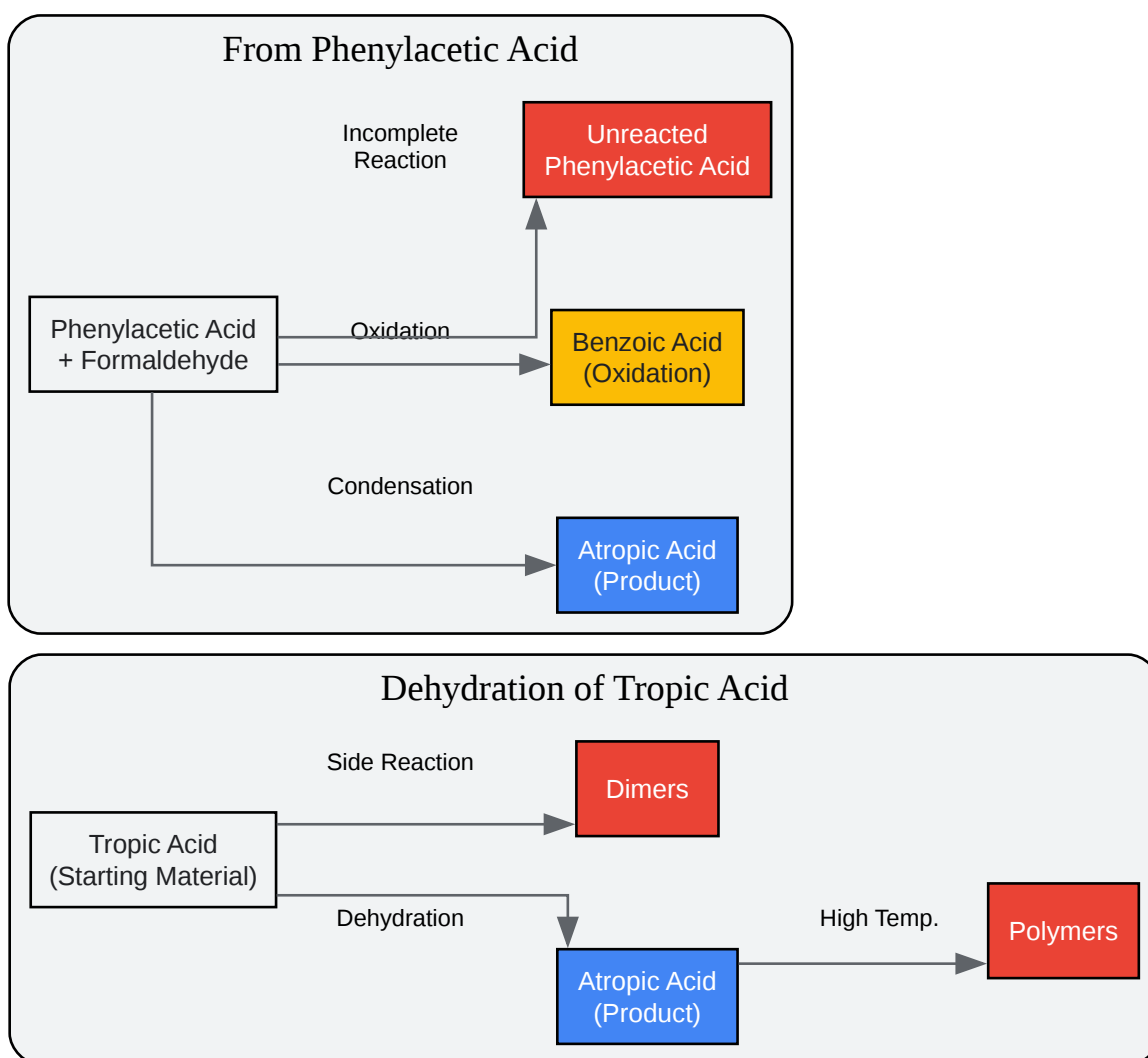 From Phenylacetic Acid
Incomplete
Reaction
Unreacted
Phenylacetic Acid
Phenylacetic Acid
+ Formaldehyde
Oxidation
Benzoic Acid
(Oxidation)
Condensation
Atropic Acid
(Product)
Dehydration of Tropic Acid
Side Reaction
Dimers
Tropic Acid
(Starting Material)
Dehydration
High Temp.
Polymers
Atropic Acid
(Product)